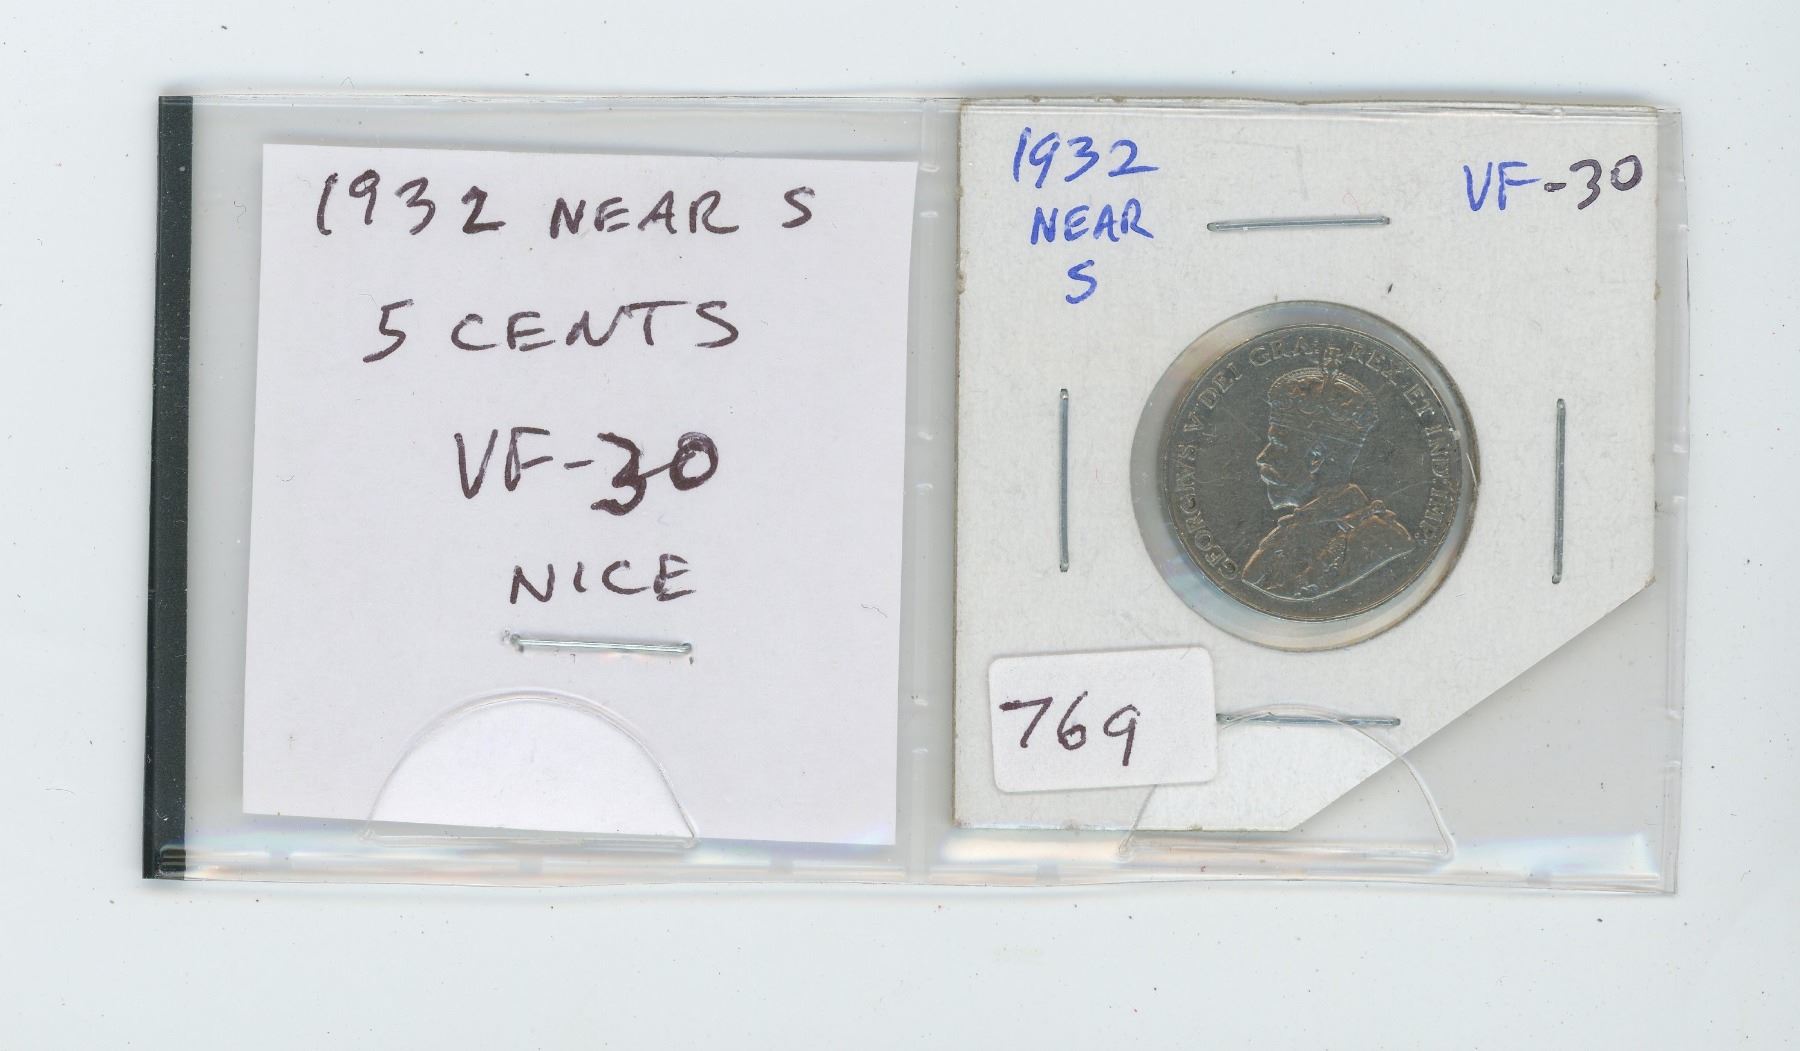 1932 NEAR S
5 CENTS
VF-30
NICE
1932
NEAR
S
VF-30
GEORGIVS V DEI GRA: REX ET IND: IMP:
769